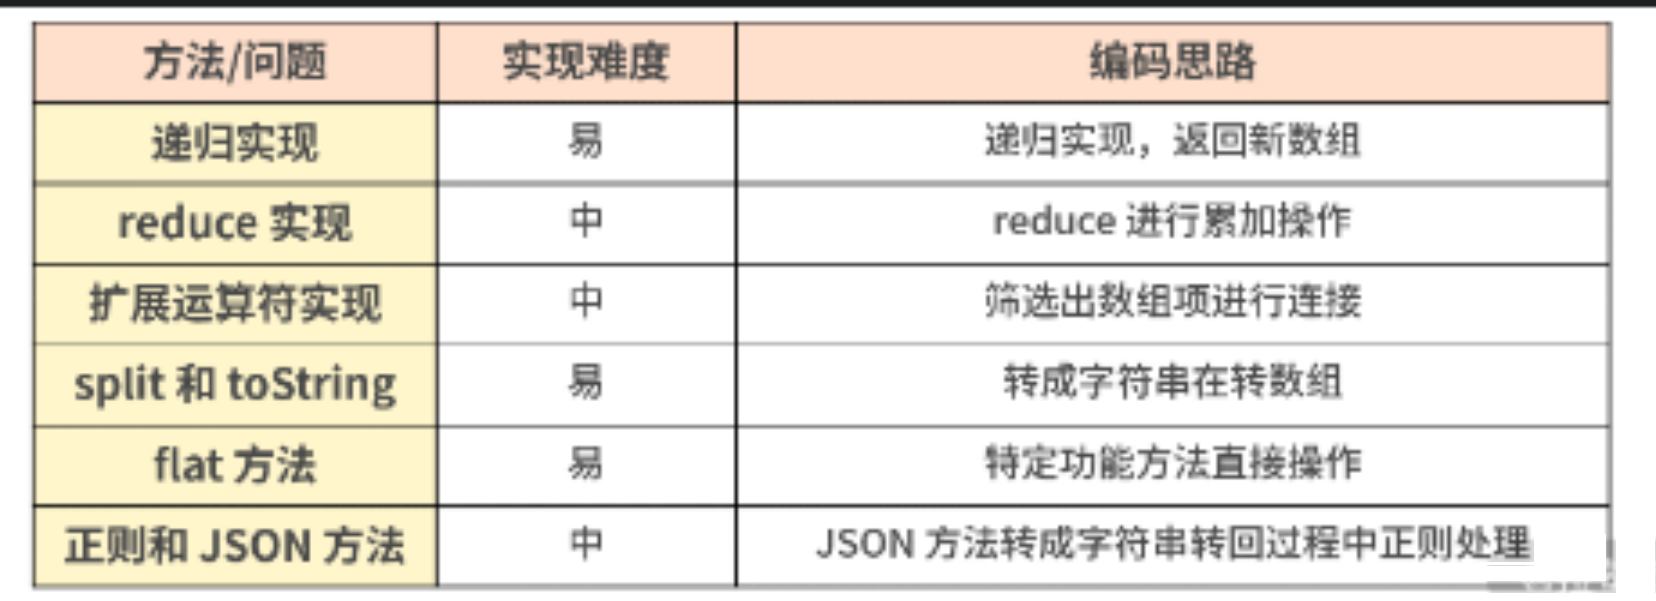 方法/问题 实现难度 编码思路
递归实现 易 递归实现，返回新数组
reduce 实现 中 reduce 进行累加操作
扩展运算符实现 中 筛选出数组项进行连接
split 和 toString 易 转成字符串在转数组
flat 方法 易 特定功能方法直接操作
正则和 JSON 方法 中 JSON 方法转成字符串转回过程中正则处理